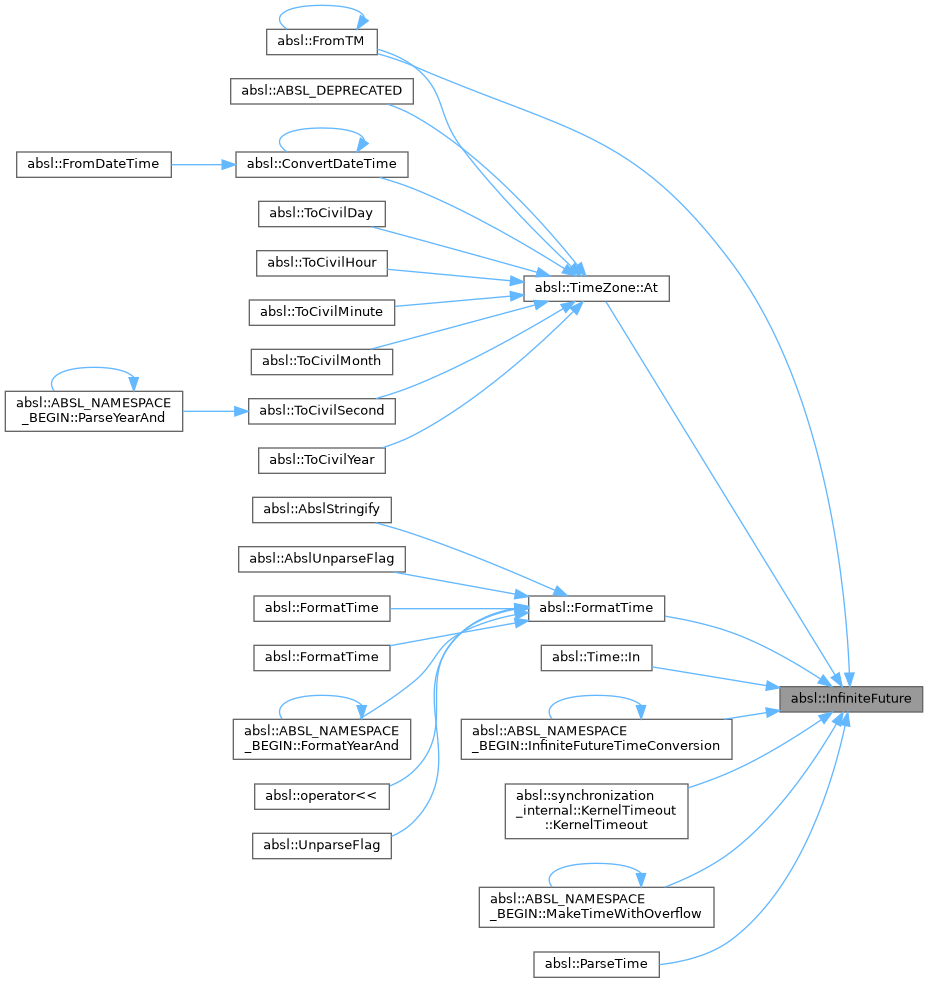 absl::FromTM
absl::ABSL_DEPRECATED
absl::FromDateTime
absl::ConvertDateTime
absl::ToCivilDay
absl::ToCivilHour
absl::TimeZone::At
absl::ToCivilMinute
absl::ToCivilMonth
absl::ABSL_NAMESPACE
_BEGIN::ParseYearAnd
absl::ToCivilSecond
absl::ToCivilYear
absl::AbslStringify
absl::AbslUnparseFlag
absl::FormatTime
absl::FormatTime
absl::FormatTime
absl::Time::In
absl::InfiniteFuture
absl::ABSL_NAMESPACE
_BEGIN::FormatYearAnd
absl::ABSL_NAMESPACE
_BEGIN::InfiniteFutureTimeConversion
absl::operator<<
absl::synchronization
_internal::KernelTimeout
::KernelTimeout
absl::UnparseFlag
absl::ABSL_NAMESPACE
_BEGIN::MakeTimeWithOverflow
absl::ParseTime